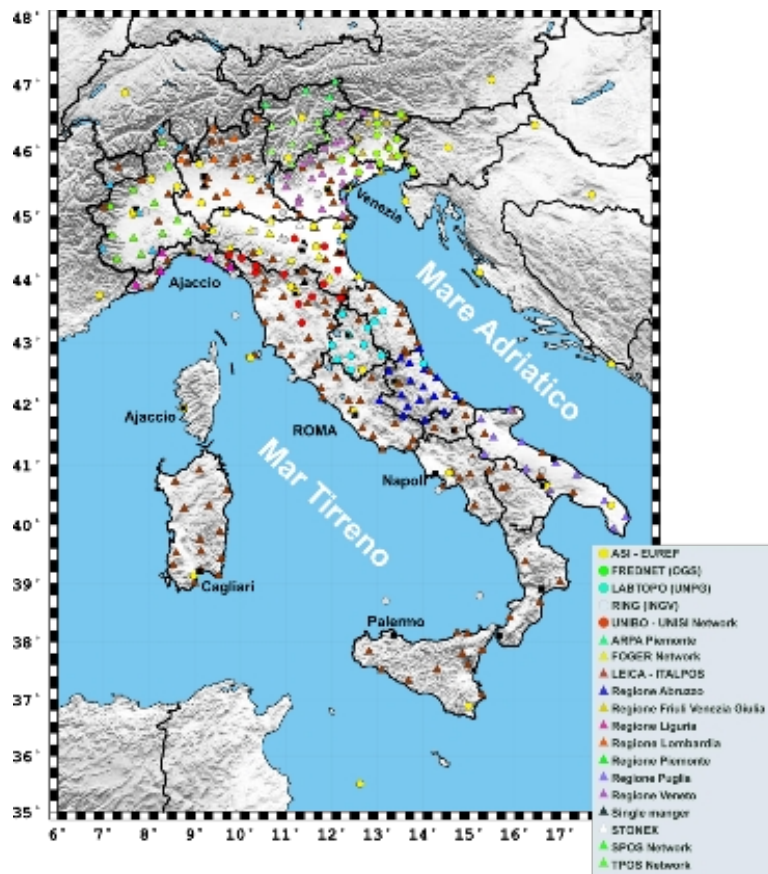 48°
47°
46°
45°
44°
43°
42°
41°
40°
39°
38°
37°
36°
35°
6° 7° 8° 9° 10° 11° 12° 13° 14° 15° 16° 17°
Venezia
Ajaccio
Mare Adriatico
Ajaccio
ROMA
Mar Tirreno
Napoli
Cagliari
Palermo
ASI - EUREF
FREDNET (OGS)
LABTOPO (UNPG)
RING (INGV)
UNIBO - UNISI Network
ARPA Piemonte
FOGER Network
LEICA - ITALPOS
Regione Abruzzo
Regione Friuli Venezia Giulia
Regione Liguria
Regione Lombardia
Regione Piemonte
Regione Puglia
Regione Veneto
Single manger
STONEX
SPOS Network
TPOS Network